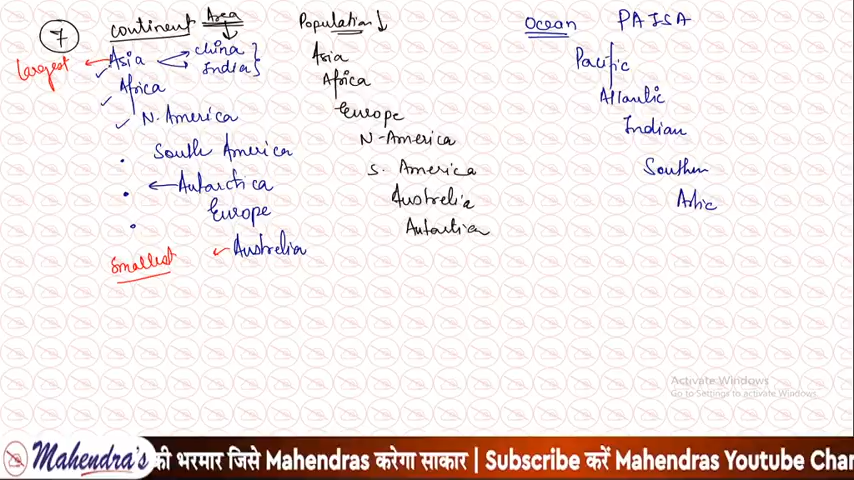 7
continent Area
Largest
Asia
China
India
Africa
N. America
South America
Antarctica
Europe
Australia
Smallest
Population
Asia
Africa
Europe
N-America
S. America
Australia
Antartica
Ocean PAISA
Pacific
Atlantic
Indian
Southern
Artic
Activate Windows
Go to Settings to activate Windows.
Mahendra's की भरमार जिसे Mahendras करेगा साकार | Subscribe करें Mahendras Youtube Chan